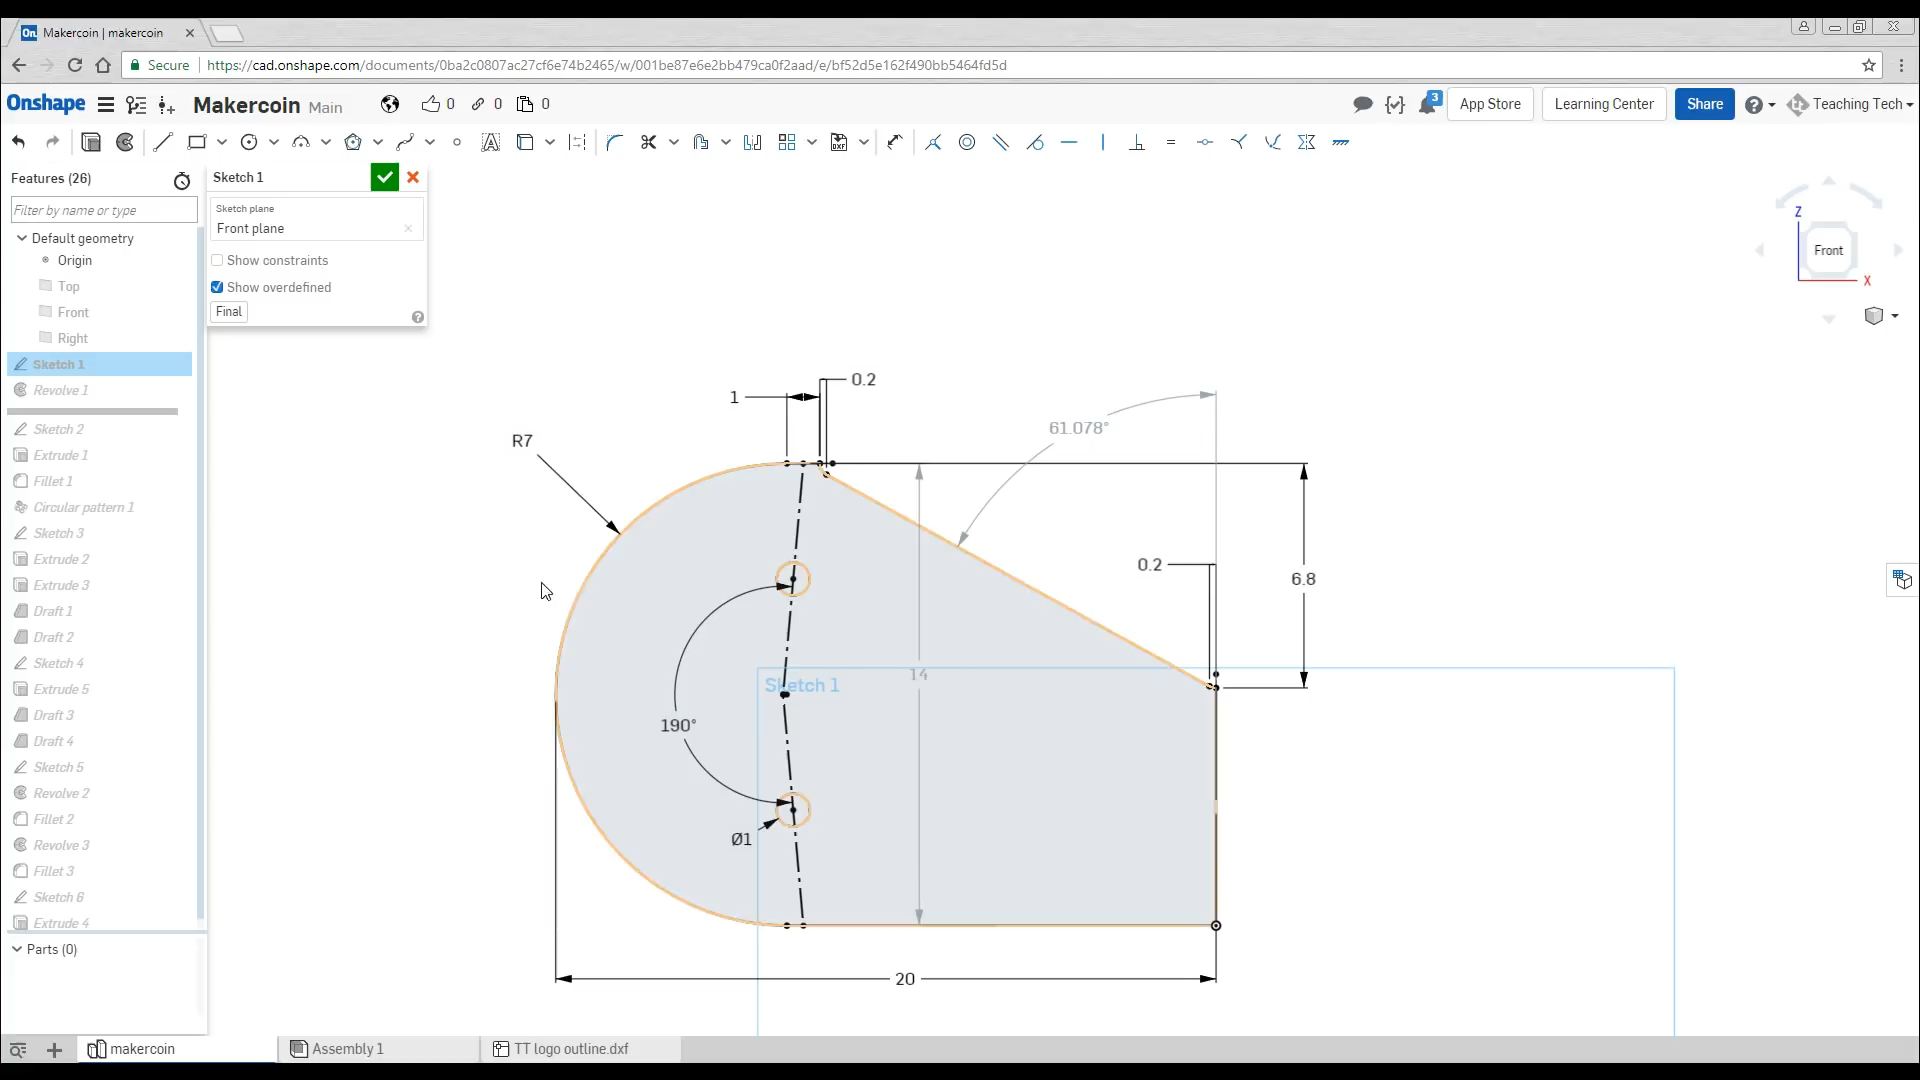 Makercoin | makercoin
Secure https://cad.onshape.com/documents/0ba2c0807ac27cf6e74b2465/w/001be87e6e2bb479ca0f2aad/e/bf52d5e162f490bb5464fd5d
Onshape Makercoin Main 0 0 0 3 App Store Learning Center Share Teaching Tech
Features (26)
Filter by name or type
Default geometry
Origin
Top
Front
Right
Sketch 1
Revolve 1
Sketch 2
Extrude 1
Fillet 1
Circular pattern 1
Sketch 3
Extrude 2
Extrude 3
Draft 1
Draft 2
Sketch 4
Extrude 5
Draft 3
Draft 4
Sketch 5
Revolve 2
Fillet 2
Revolve 3
Fillet 3
Sketch 6
Extrude 4
Parts (0)
Sketch 1
Sketch plane
Front plane
Show constraints
Show overdefined
Final
Z
Front
X
0.2
1
61.078°
R7
0.2
6.8
14
Sketch 1
190°
Ø1
20
makercoin Assembly 1 TT logo outline.dxf